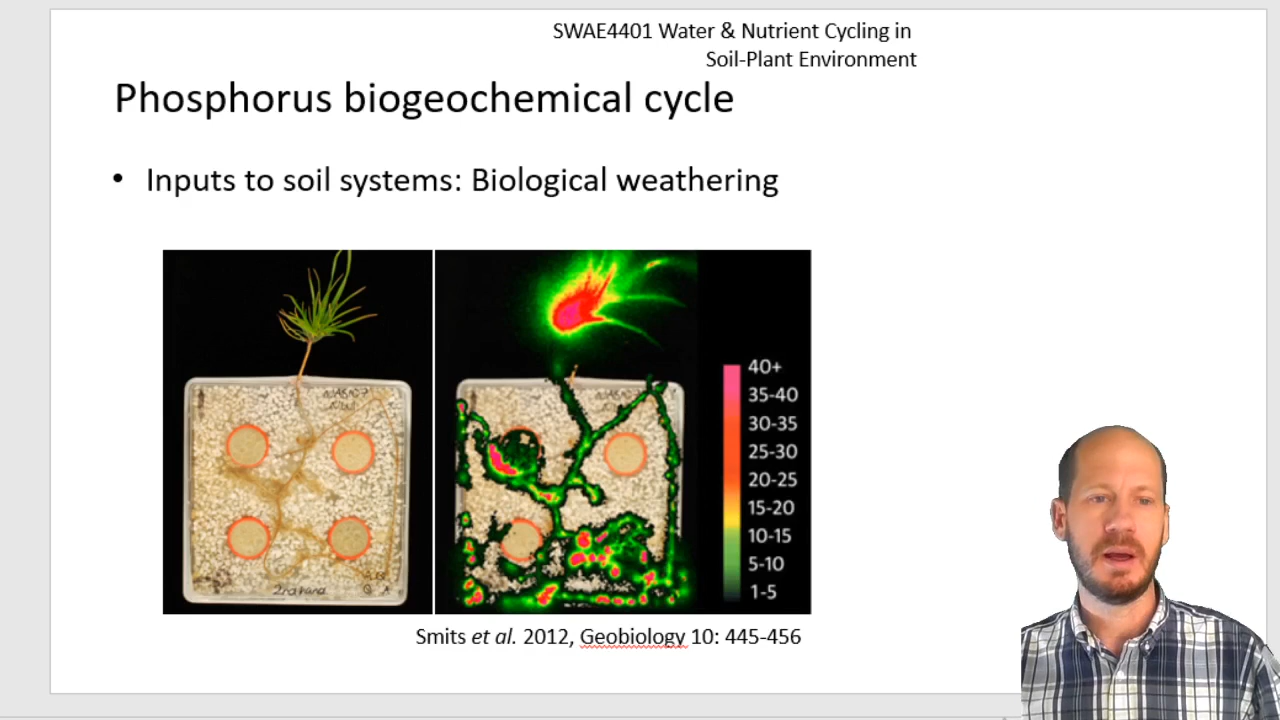 SWAE4401 Water & Nutrient Cycling in
Soil-Plant Environment
Phosphorus biogeochemical cycle
• Inputs to soil systems: Biological weathering
40+
35-40
30-35
25-30
20-25
15-20
10-15
5-10
1-5
Smits et al. 2012, Geobiology 10: 445-456